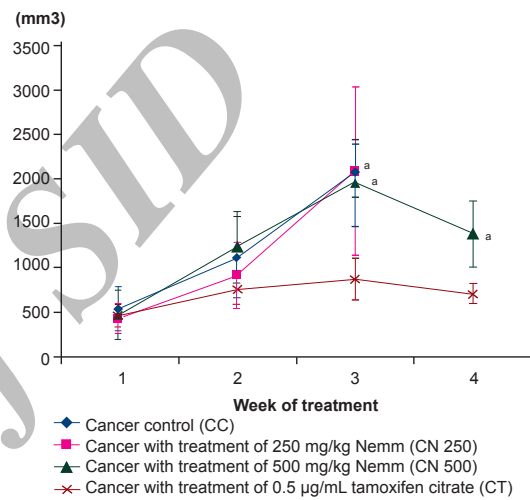 (mm3)
3500
3000
2500
2000
1500
1000
500
0
a
a
a
1 2 3 4
Week of treatment
Cancer control (CC)
Cancer with treatment of 250 mg/kg Nemm (CN 250)
Cancer with treatment of 500 mg/kg Nemm (CN 500)
Cancer with treatment of 0.5 µg/mL tamoxifen citrate (CT)
SID